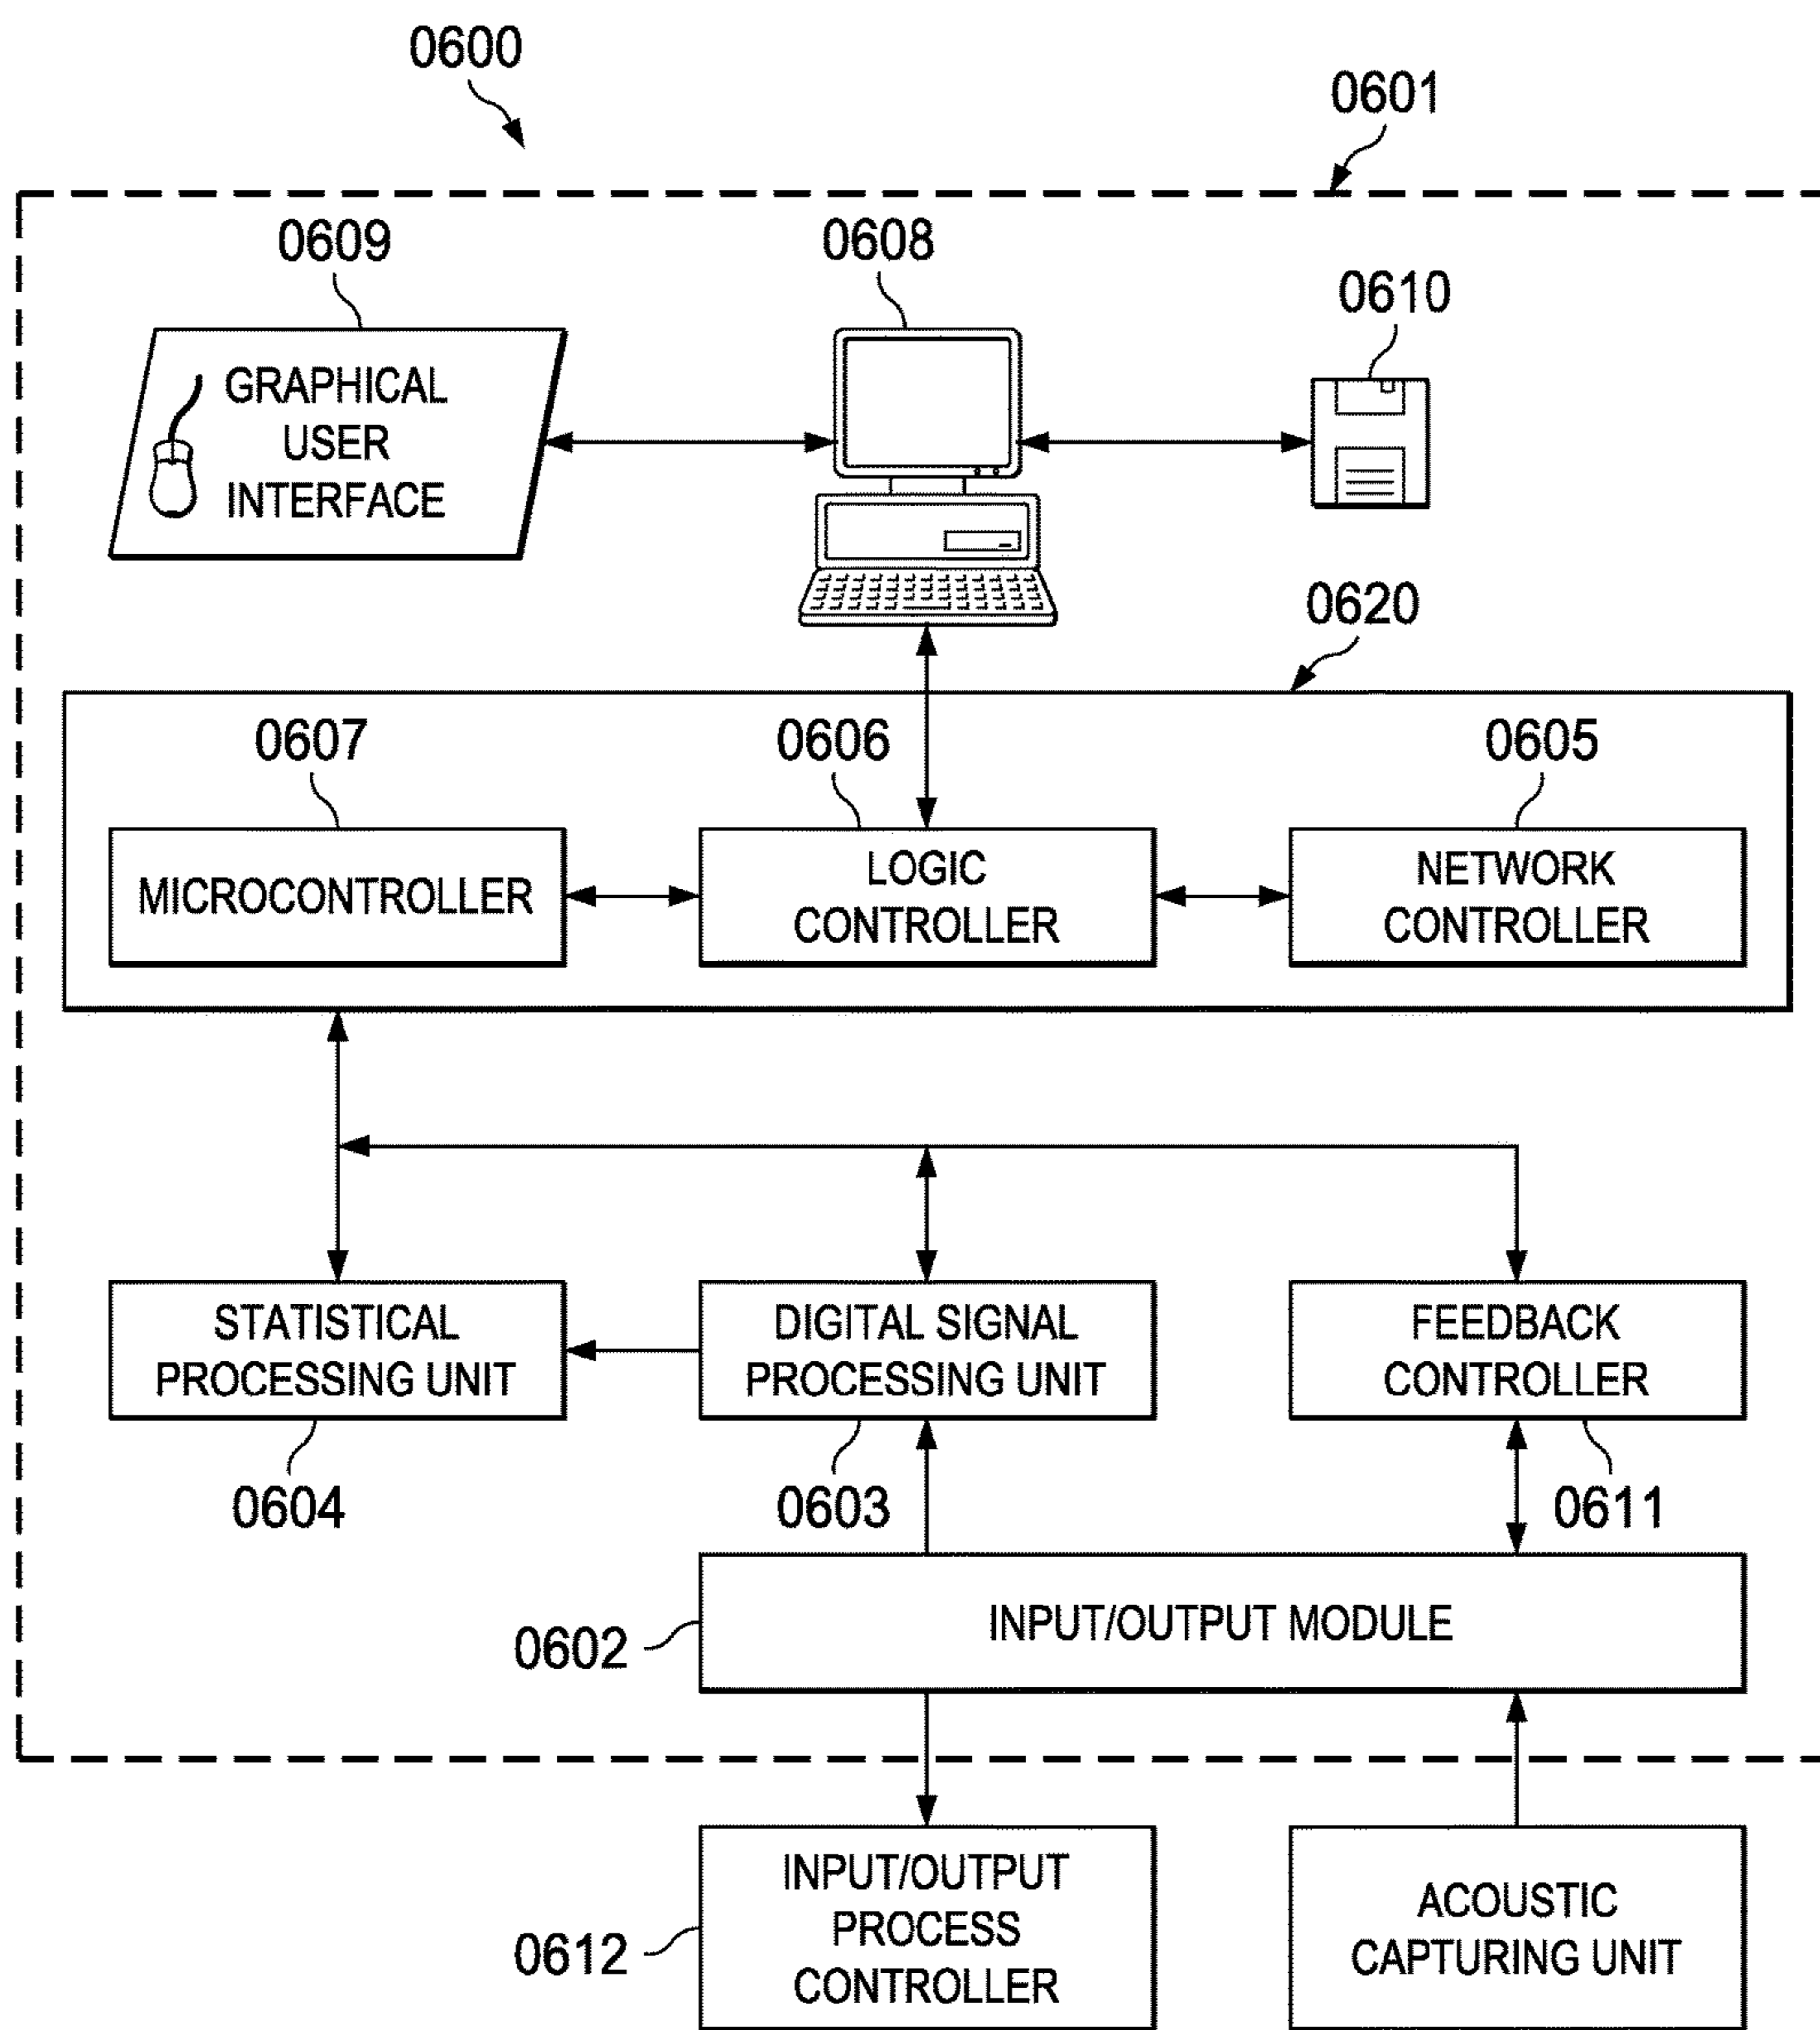 0600
0601
0609
0608
0610
GRAPHICAL
USER
INTERFACE
0620
0607
0606
0605
MICROCONTROLLER
LOGIC
CONTROLLER
NETWORK
CONTROLLER
STATISTICAL
PROCESSING UNIT
DIGITAL SIGNAL
PROCESSING UNIT
FEEDBACK
CONTROLLER
0604
0603
0611
INPUT/OUTPUT MODULE
0602
INPUT/OUTPUT
PROCESS
CONTROLLER
0612
ACOUSTIC
CAPTURING UNIT